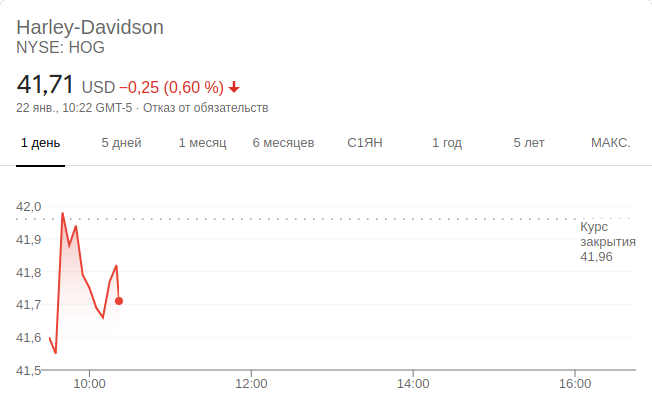 Harley-Davidson
NYSE: HOG
41,71 USD −0,25 (0,60 %)
22 янв., 10:22 GMT-5 · Отказ от обязательств
1 день 5 дней 1 месяц 6 месяцев С1ЯН 1 год 5 лет МАКС.
42,0
41,9
41,8
41,7
41,6
41,5
Курс
закрытия
41,96
10:00 12:00 14:00 16:00